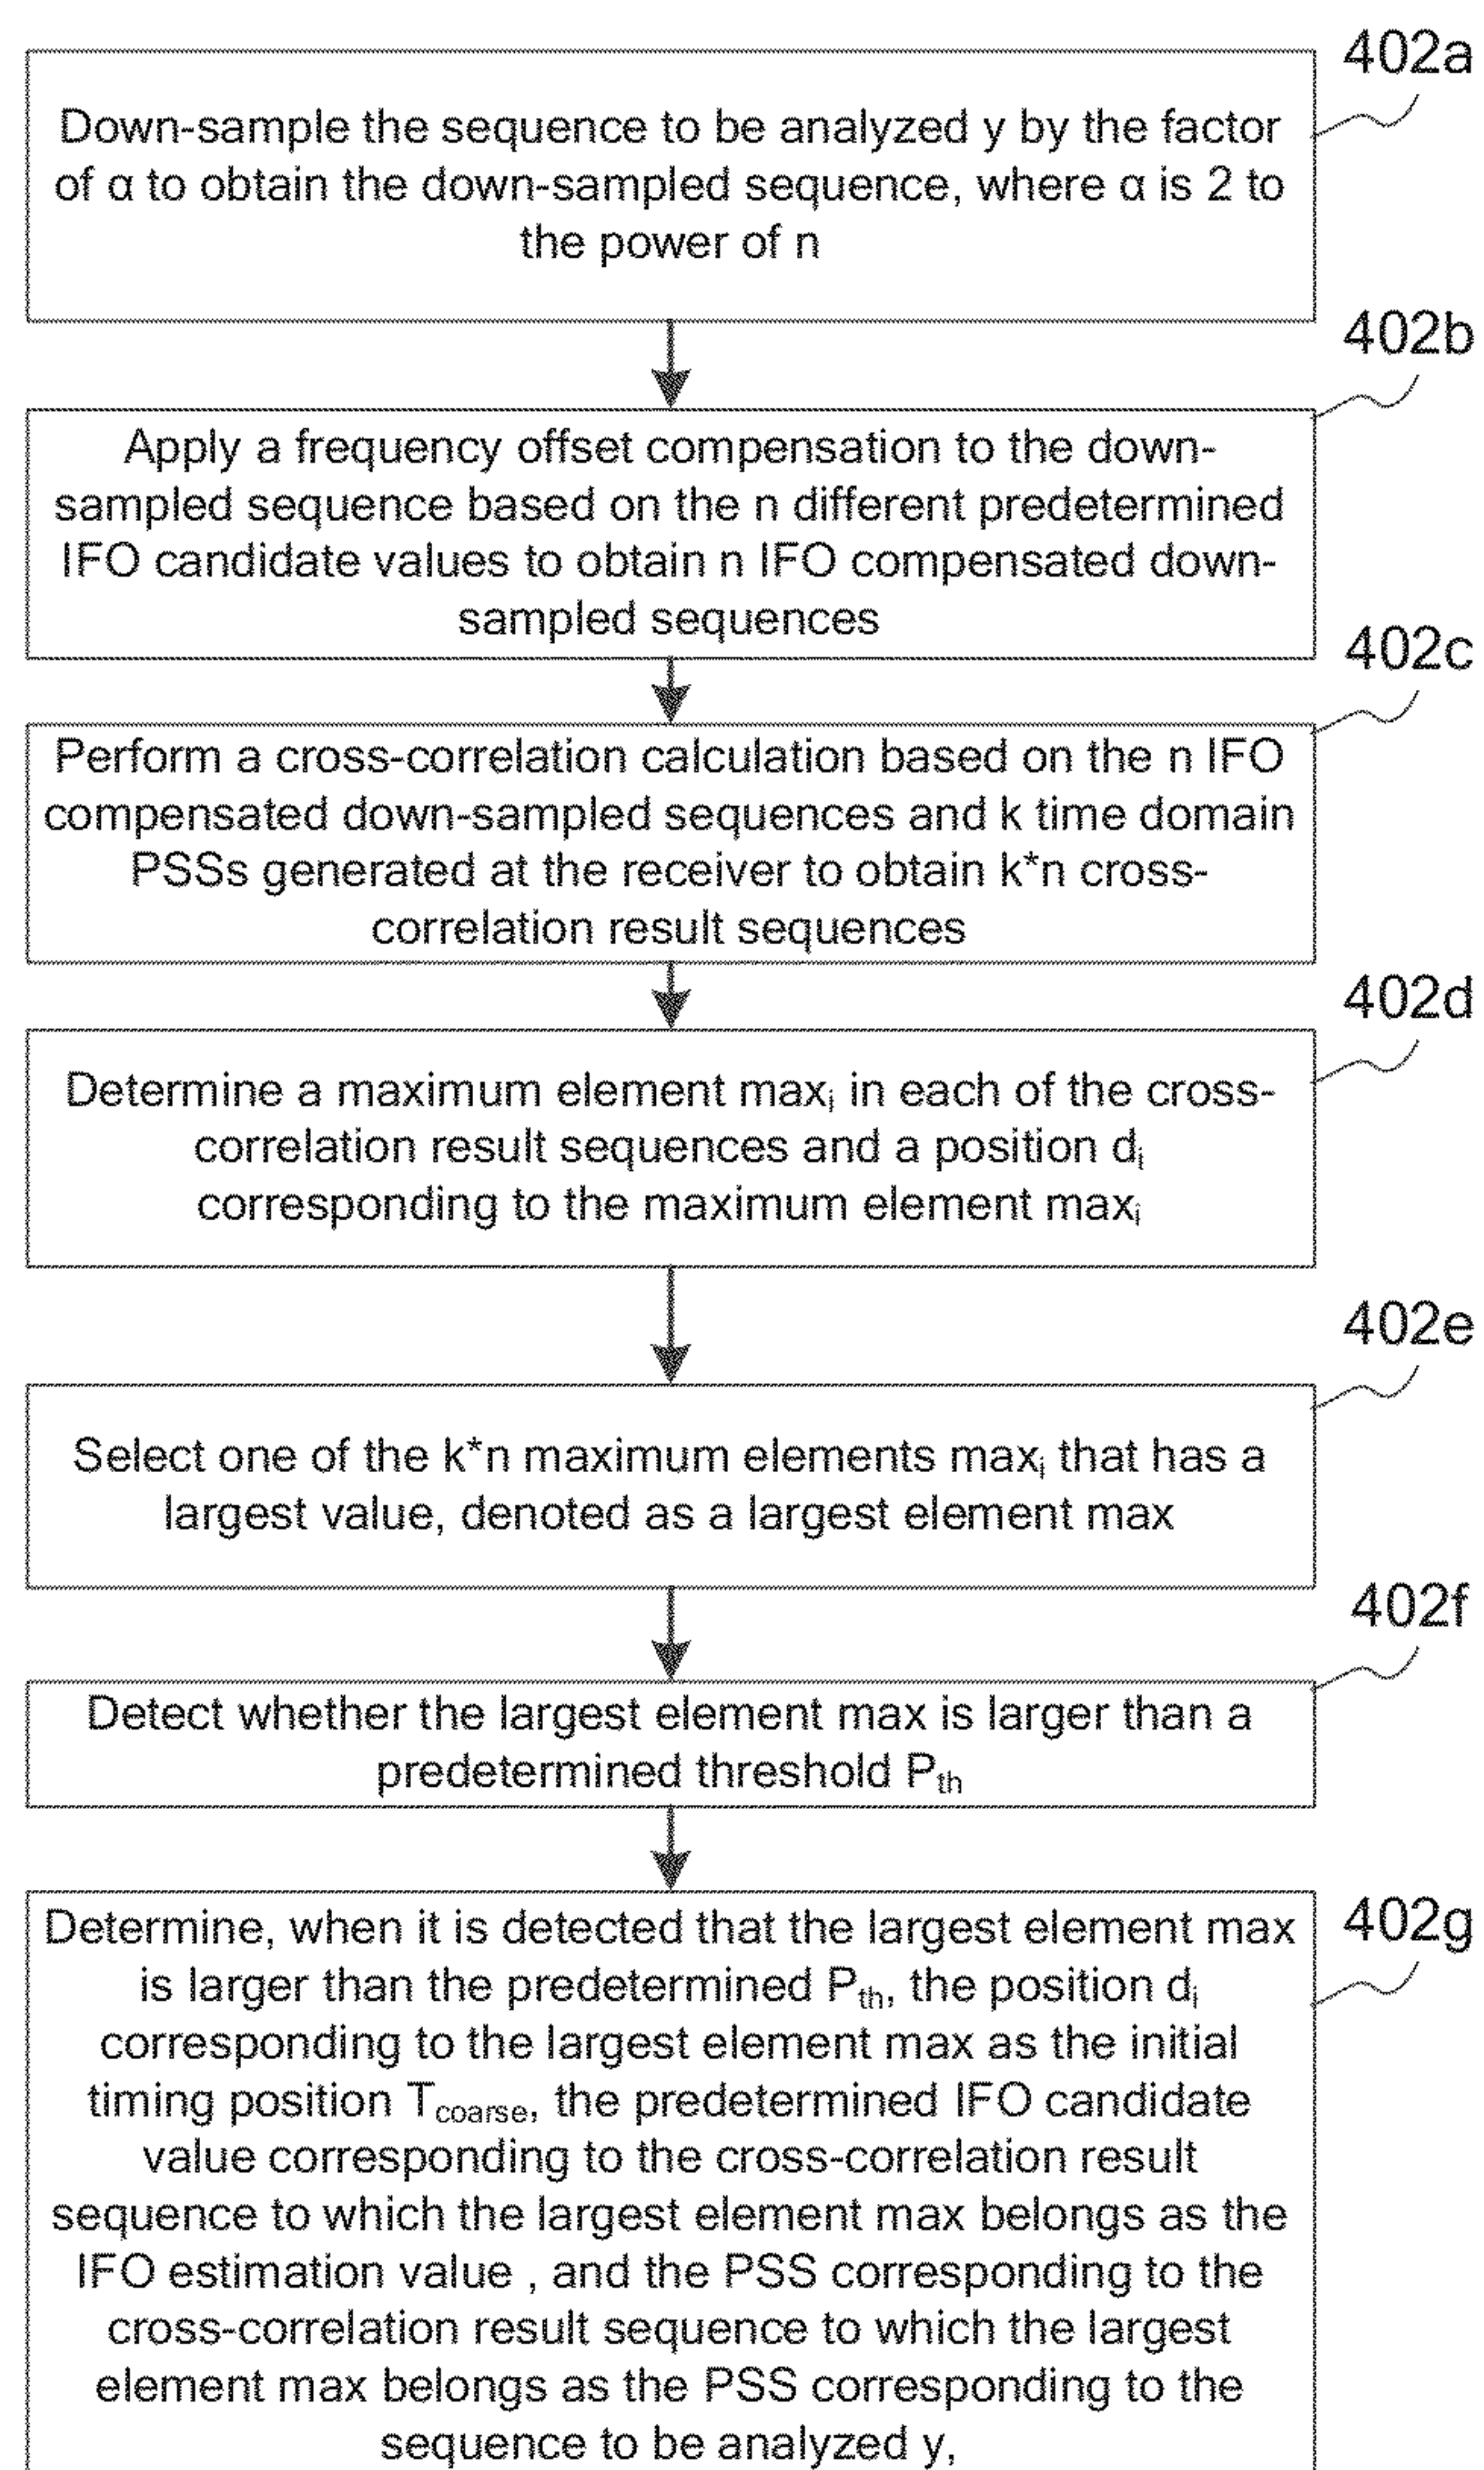 402a
Down-sample the sequence to be analyzed y by the factor
of α to obtain the down-sampled sequence, where α is 2 to
the power of n
402b
Apply a frequency offset compensation to the down-
sampled sequence based on the n different predetermined
IFO candidate values to obtain n IFO compensated down-
sampled sequences
402c
Perform a cross-correlation calculation based on the n IFO
compensated down-sampled sequences and k time domain
PSSs generated at the receiver to obtain k*n cross-
correlation result sequences
402d
Determine a maximum element maxᵢ in each of the cross-
correlation result sequences and a position dᵢ
corresponding to the maximum element maxᵢ
402e
Select one of the k*n maximum elements maxᵢ that has a
largest value, denoted as a largest element max
402f
Detect whether the largest element max is larger than a
predetermined threshold Pth
402g
Determine, when it is detected that the largest element max
is larger than the predetermined Pth, the position dᵢ
corresponding to the largest element max as the initial
timing position Tcoarse, the predetermined IFO candidate
value corresponding to the cross-correlation result
sequence to which the largest element max belongs as the
IFO estimation value , and the PSS corresponding to the
cross-correlation result sequence to which the largest
element max belongs as the PSS corresponding to the
sequence to be analyzed y,